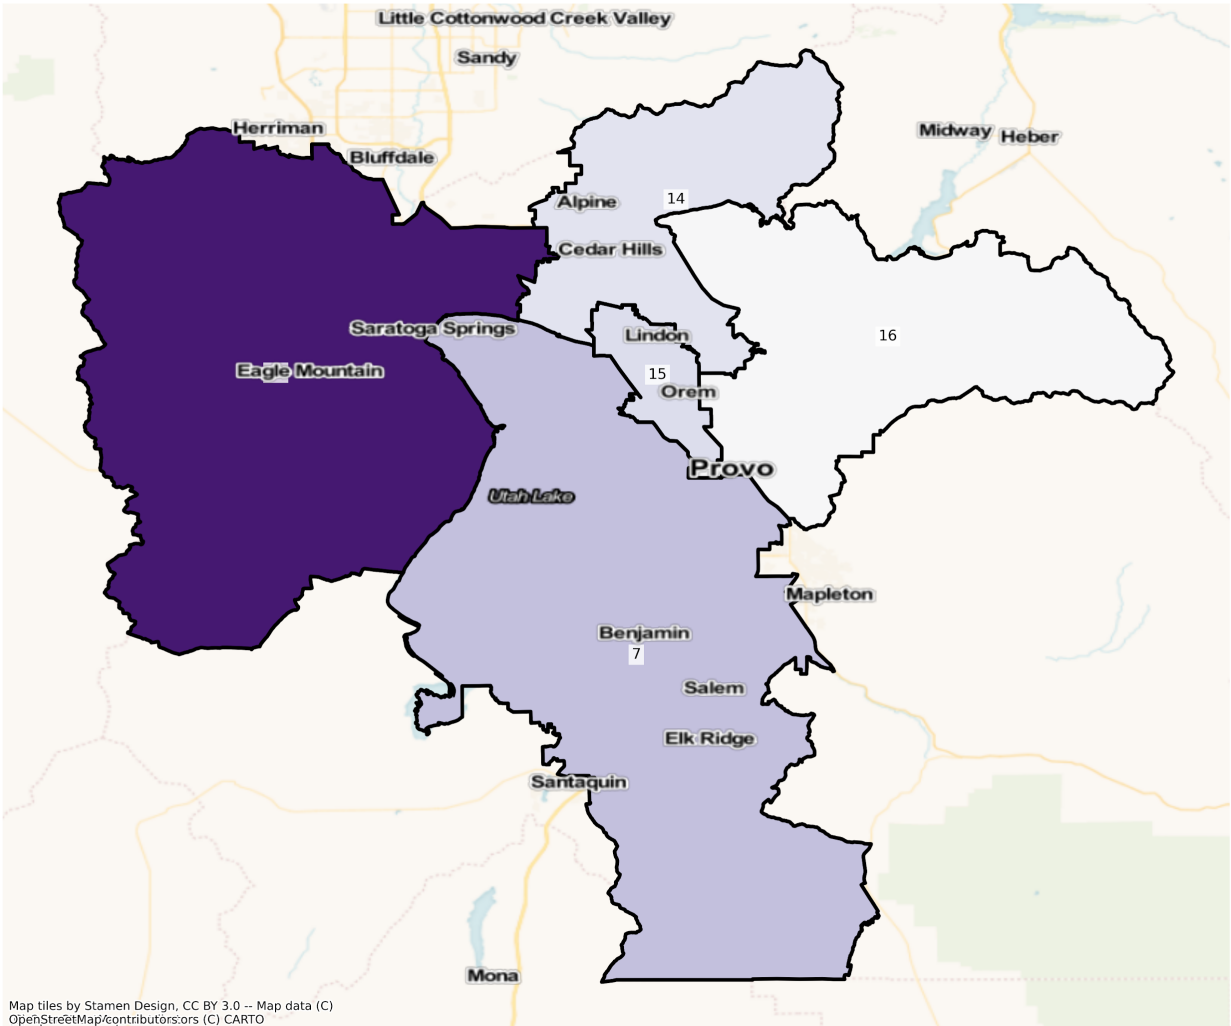 Little Cottonwood Creek Valley
Sandy
Herriman
Midway
Heber
Bluffdale
Alpine
14
Cedar Hills
Saratoga Springs
Lindon
16
Eagle Mountain
15
Orem
Provo
Utah Lake
Mapleton
Benjamin
7
Salem
Elk Ridge
Santaquin
Mona
Map tiles by Stamen Design, CC BY 3.0 -- Map data (C)
OpenStreetMap contributors (C) CARTO